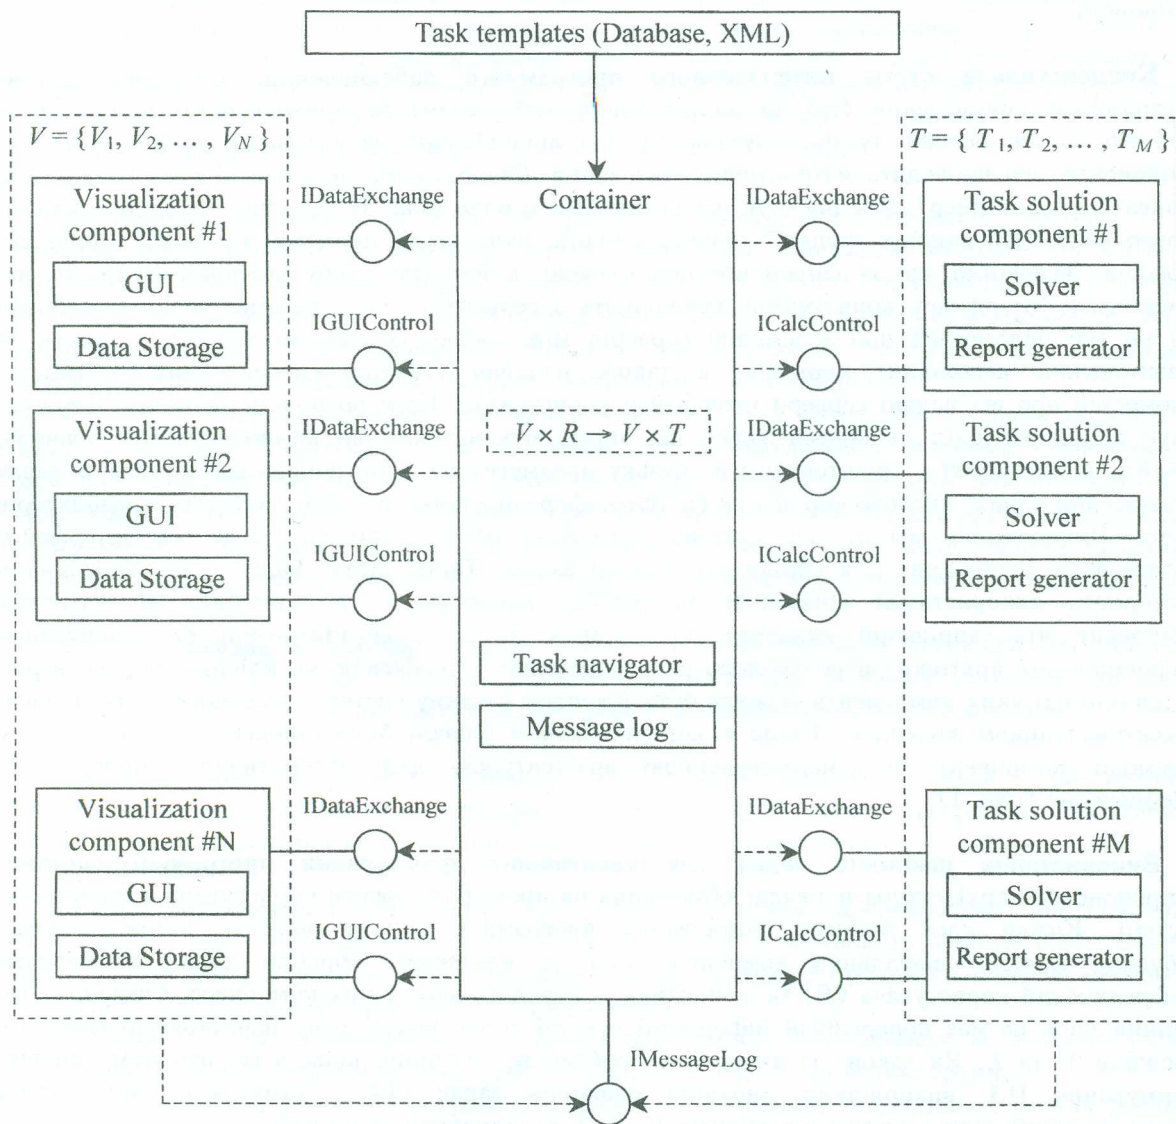 Task templates (Database, XML)
V = {V1, V2, ..., VN}
T = {T1, T2, ..., TM}
Visualization
component #1
GUI
Data Storage
IDataExchange
IGUIControl
Container
IDataExchange
ICalcControl
Task solution
component #1
Solver
Report generator
Visualization
component #2
GUI
Data Storage
IDataExchange
IGUIControl
V × R → V × T
IDataExchange
ICalcControl
Task solution
component #2
Solver
Report generator
Task navigator
Message log
Visualization
component #N
GUI
Data Storage
IDataExchange
IGUIControl
IDataExchange
ICalcControl
Task solution
component #M
Solver
Report generator
IMessageLog